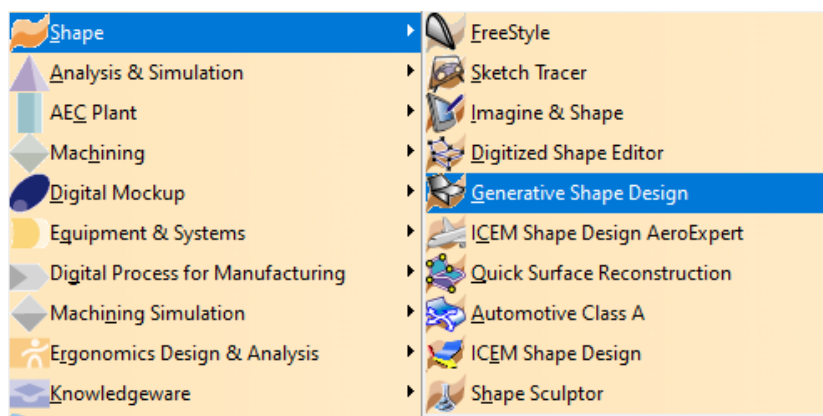 Shape
Analysis & Simulation
AEC Plant
Machining
Digital Mockup
Equipment & Systems
Digital Process for Manufacturing
Machining Simulation
Ergonomics Design & Analysis
Knowledgeware
FreeStyle
Sketch Tracer
Imagine & Shape
Digitized Shape Editor
Generative Shape Design
ICEM Shape Design AeroExpert
Quick Surface Reconstruction
Automotive Class A
ICEM Shape Design
Shape Sculptor